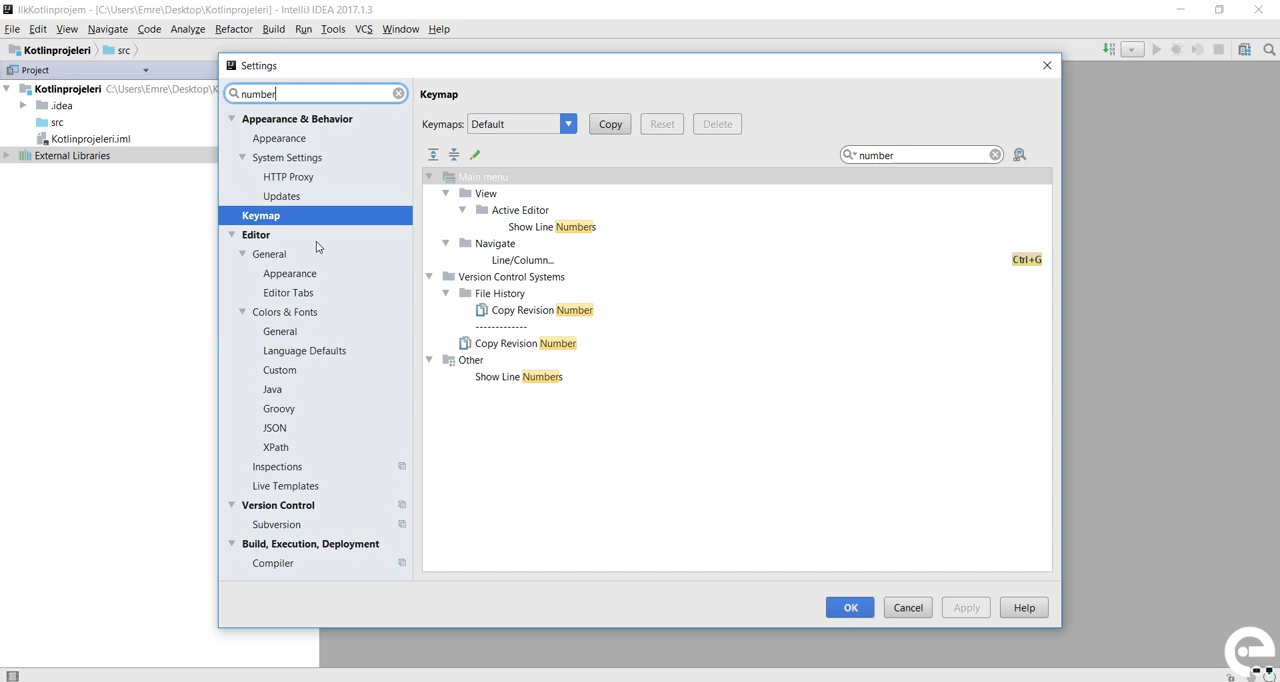 IlkKotlinprojem - [C:\Users\Emre\Desktop\Kotlinprojeleri] - IntelliJ IDEA 2017.1.3
File Edit View Navigate Code Analyze Refactor Build Run Tools VCS Window Help
Kotlinprojeleri src
Project
Kotlinprojeleri C:\Users\Emre\Desktop\K
.idea
src
Kotlinprojeleri.iml
External Libraries
Settings
number
Appearance & Behavior
Appearance
System Settings
HTTP Proxy
Updates
Keymap
Editor
General
Appearance
Editor Tabs
Colors & Fonts
General
Language Defaults
Custom
Java
Groovy
JSON
XPath
Inspections
Live Templates
Version Control
Subversion
Build, Execution, Deployment
Compiler
Keymap
Keymaps: Default Copy Reset Delete
number
Main menu
View
Active Editor
Show Line Numbers
Navigate
Line/Column... Ctrl+G
Version Control Systems
File History
Copy Revision Number
-------------
Copy Revision Number
Other
Show Line Numbers
OK Cancel Apply Help